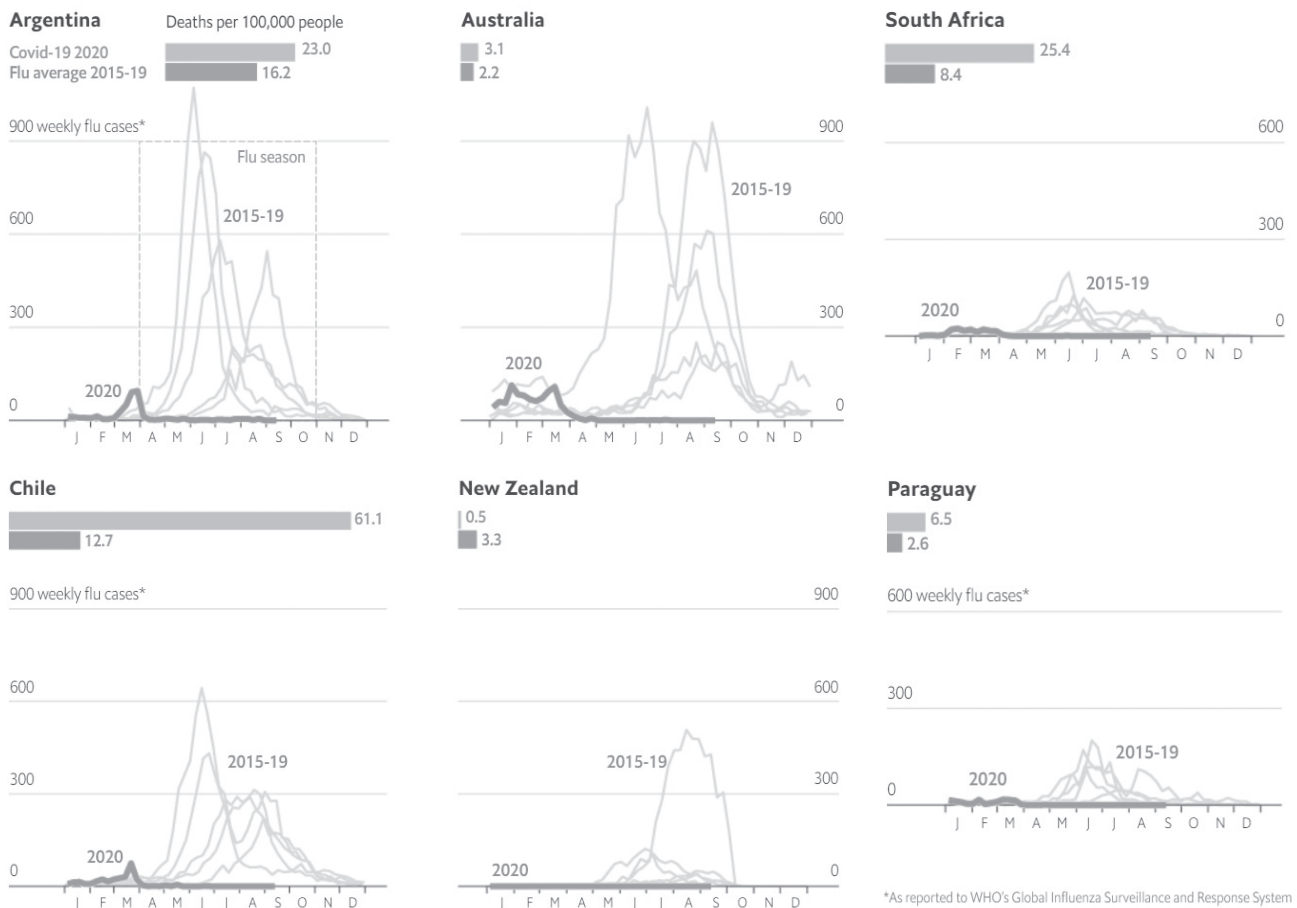 Argentina
Deaths per 100,000 people
Covid-19 2020
23.0
Flu average 2015-19
16.2
900 weekly flu cases*
Flu season
2015-19
600
300
2020
0
J F M A M J J A S O N D
Australia
3.1
2.2
900
2015-19
600
300
2020
0
J F M A M J J A S O N D
South Africa
25.4
8.4
600
300
2015-19
2020
0
J F M A M J J A S O N D
Chile
61.1
12.7
900 weekly flu cases*
600
2015-19
300
2020
0
J F M A M J J A S O N D
New Zealand
0.5
3.3
900
600
2015-19
300
2020
0
J F M A M J J A S O N D
Paraguay
6.5
2.6
600 weekly flu cases*
300
2015-19
2020
0
J F M A M J J A S O N D
*As reported to WHO's Global Influenza Surveillance and Response System